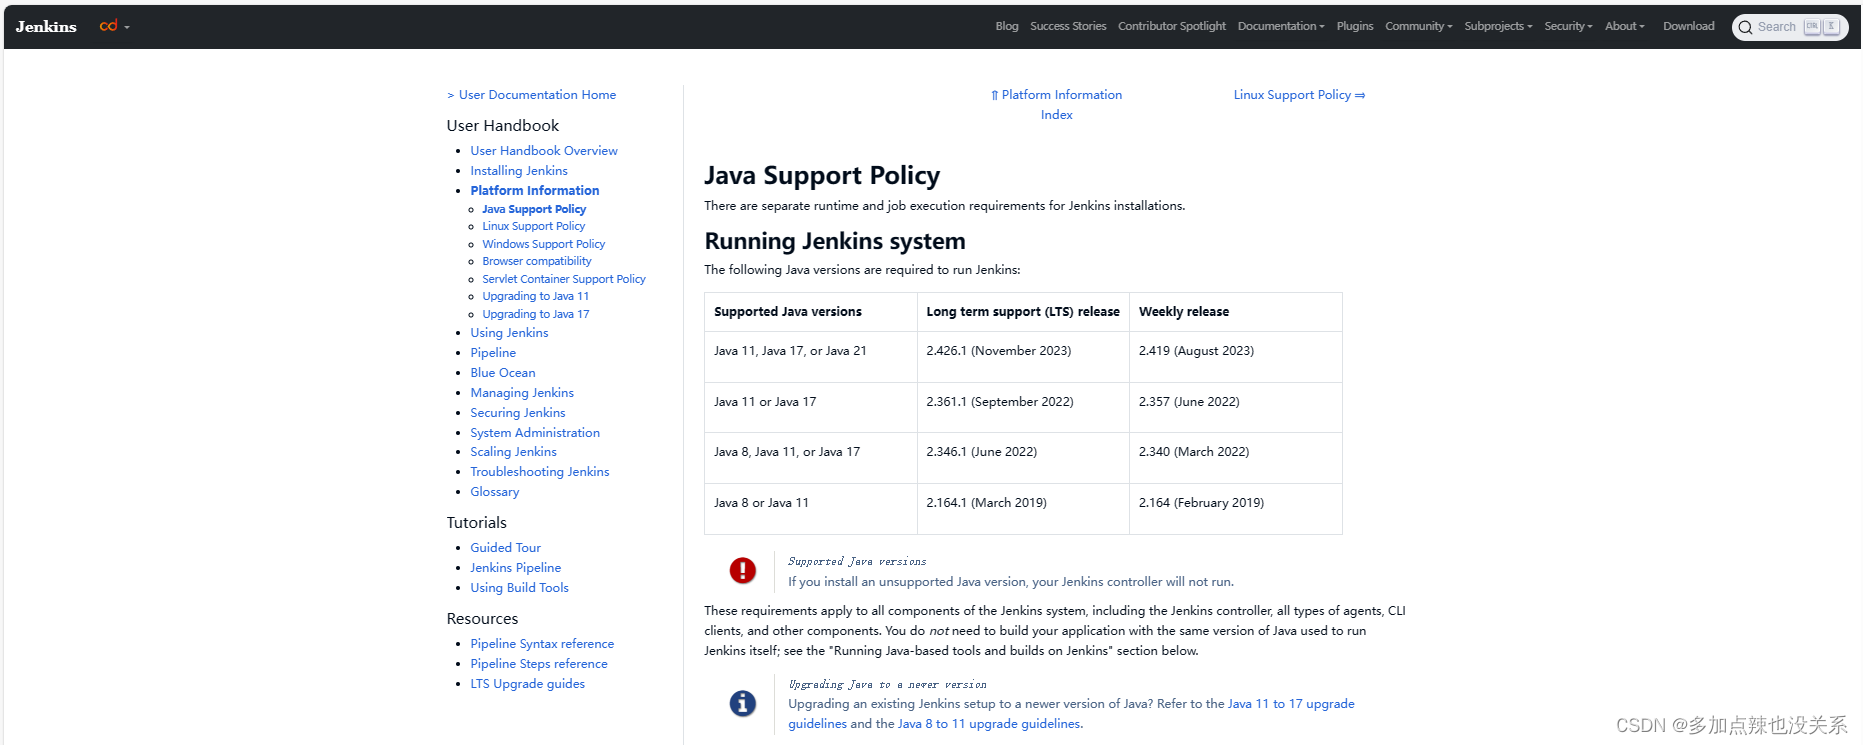 Jenkins
cd
Blog Success Stories Contributor Spotlight Documentation Plugins Community Subprojects Security About Download Search
> User Documentation Home
User Handbook
User Handbook Overview
Installing Jenkins
Platform Information
Java Support Policy
Linux Support Policy
Windows Support Policy
Browser compatibility
Servlet Container Support Policy
Upgrading to Java 11
Upgrading to Java 17
Using Jenkins
Pipeline
Blue Ocean
Managing Jenkins
Securing Jenkins
System Administration
Scaling Jenkins
Troubleshooting Jenkins
Glossary
Tutorials
Guided Tour
Jenkins Pipeline
Using Build Tools
Resources
Pipeline Syntax reference
Pipeline Steps reference
LTS Upgrade guides
⇑ Platform Information
Index
Linux Support Policy ⇒
Java Support Policy
There are separate runtime and job execution requirements for Jenkins installations.
Running Jenkins system
The following Java versions are required to run Jenkins:
Supported Java versions Long term support (LTS) release Weekly release
Java 11, Java 17, or Java 21 2.426.1 (November 2023) 2.419 (August 2023)
Java 11 or Java 17 2.361.1 (September 2022) 2.357 (June 2022)
Java 8, Java 11, or Java 17 2.346.1 (June 2022) 2.340 (March 2022)
Java 8 or Java 11 2.164.1 (March 2019) 2.164 (February 2019)
Supported Java versions
If you install an unsupported Java version, your Jenkins controller will not run.
These requirements apply to all components of the Jenkins system, including the Jenkins controller, all types of agents, CLI
clients, and other components. You do not need to build your application with the same version of Java used to run
Jenkins itself; see the "Running Java-based tools and builds on Jenkins" section below.
Upgrading Java to a newer version
Upgrading an existing Jenkins setup to a newer version of Java? Refer to the Java 11 to 17 upgrade
guidelines and the Java 8 to 11 upgrade guidelines.
CSDN @多加点辣也没关系